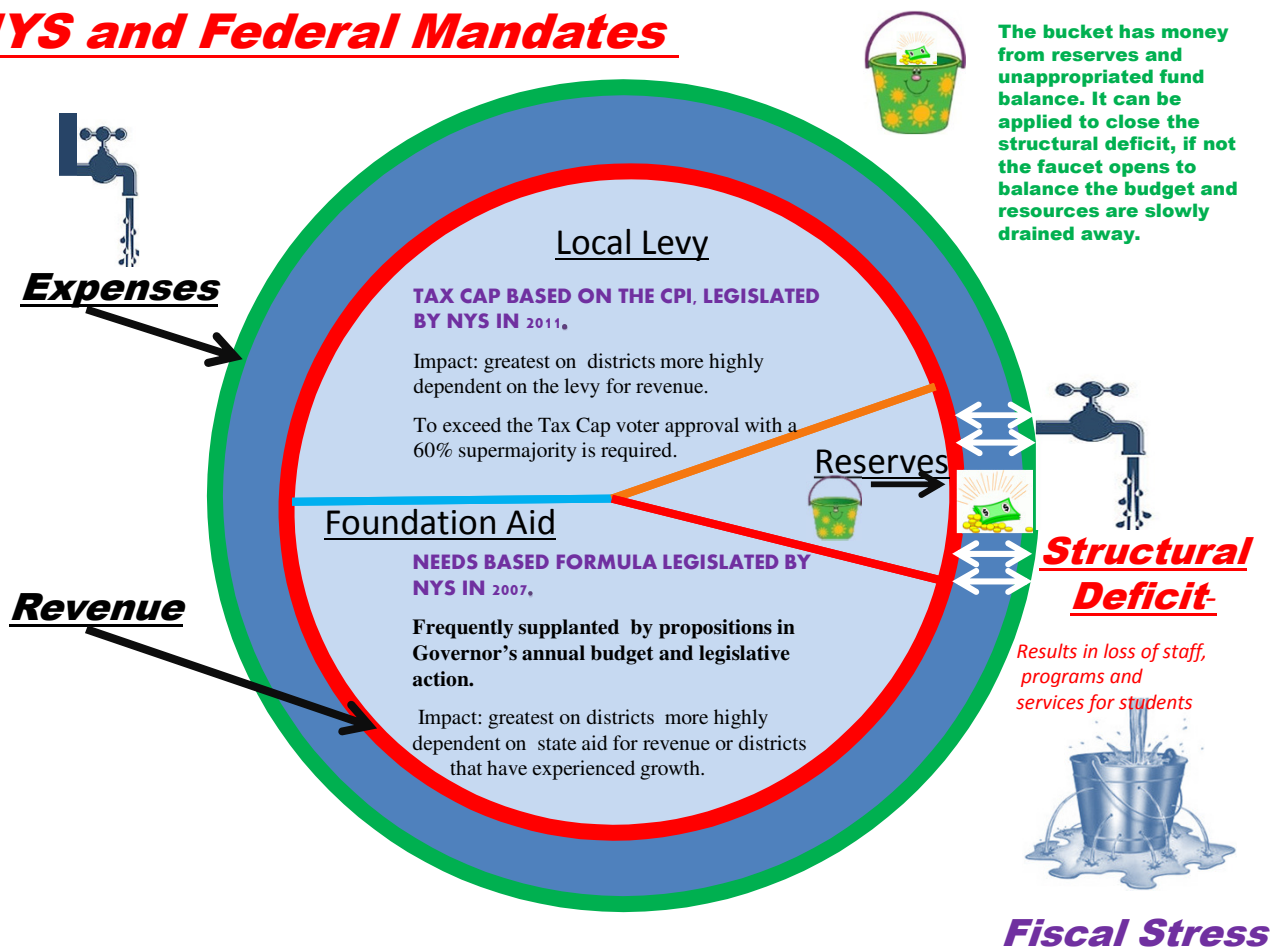 NYS and Federal Mandates
The bucket has money
from reserves and
unappropriated fund
balance. It can be
applied to close the
structural deficit, if not
the faucet opens to
balance the budget and
resources are slowly
drained away.
Expenses
Local Levy
TAX CAP BASED ON THE CPI, LEGISLATED
BY NYS IN 2011.
Impact: greatest on districts more highly
dependent on the levy for revenue.
To exceed the Tax Cap voter approval with a
60% supermajority is required.
Reserves
Foundation Aid
NEEDS BASED FORMULA LEGISLATED BY
NYS IN 2007.
Frequently supplanted by propositions in
Governor's annual budget and legislative
action.
Impact: greatest on districts more highly
dependent on state aid for revenue or districts
that have experienced growth.
Revenue
$ $
Structural
Deficit-
Results in loss of staff,
programs and
services for students
Fiscal Stress